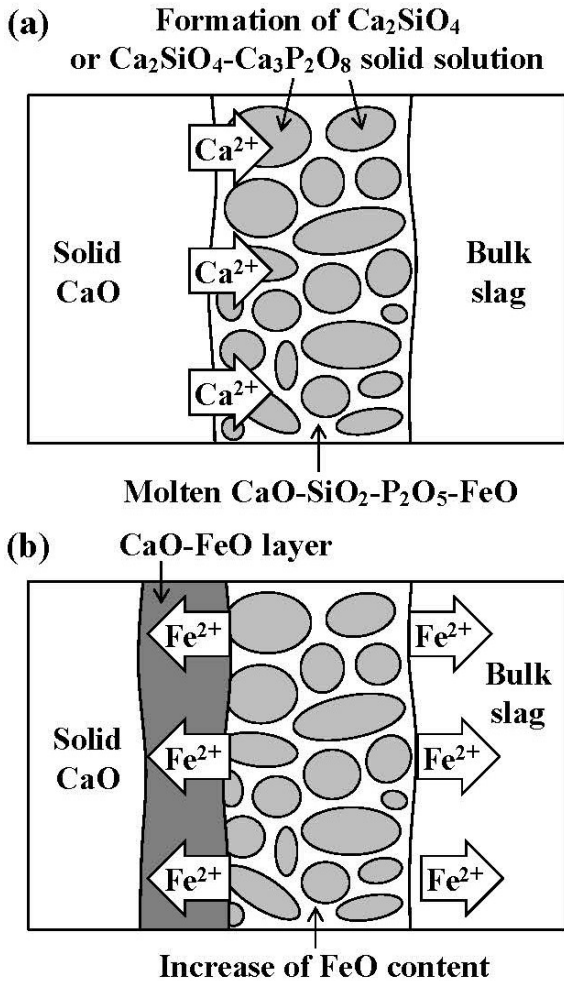 (a)
Formation of Ca₂SiO₄
or Ca₂SiO₄-Ca₃P₂O₈ solid solution
Ca²⁺
Solid
CaO
Ca²⁺
Bulk
slag
Ca²⁺
Molten CaO-SiO₂-P₂O₅-FeO
(b)
CaO-FeO layer
Fe²⁺
Fe²⁺
Solid
CaO
Fe²⁺
Fe²⁺
Bulk
slag
Fe²⁺
Fe²⁺
Increase of FeO content